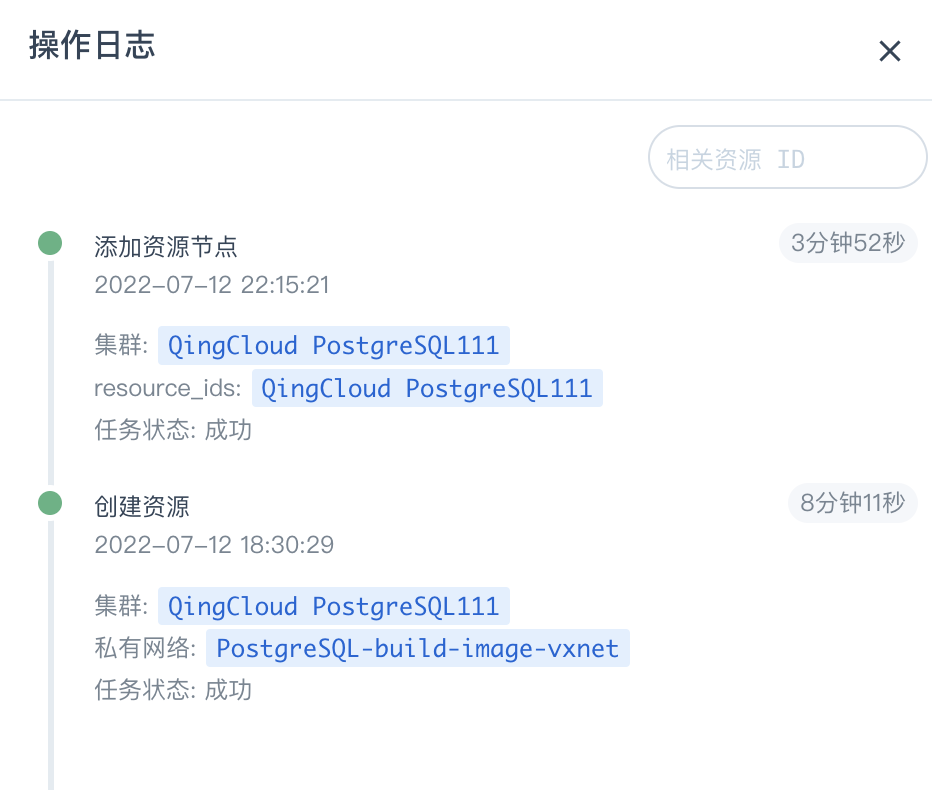 操作日志
相关资源 ID
添加资源节点 3分钟52秒
2022-07-12 22:15:21
集群: QingCloud PostgreSQL111
resource_ids: QingCloud PostgreSQL111
任务状态: 成功
创建资源 8分钟11秒
2022-07-12 18:30:29
集群: QingCloud PostgreSQL111
私有网络: PostgreSQL-build-image-vxnet
任务状态: 成功